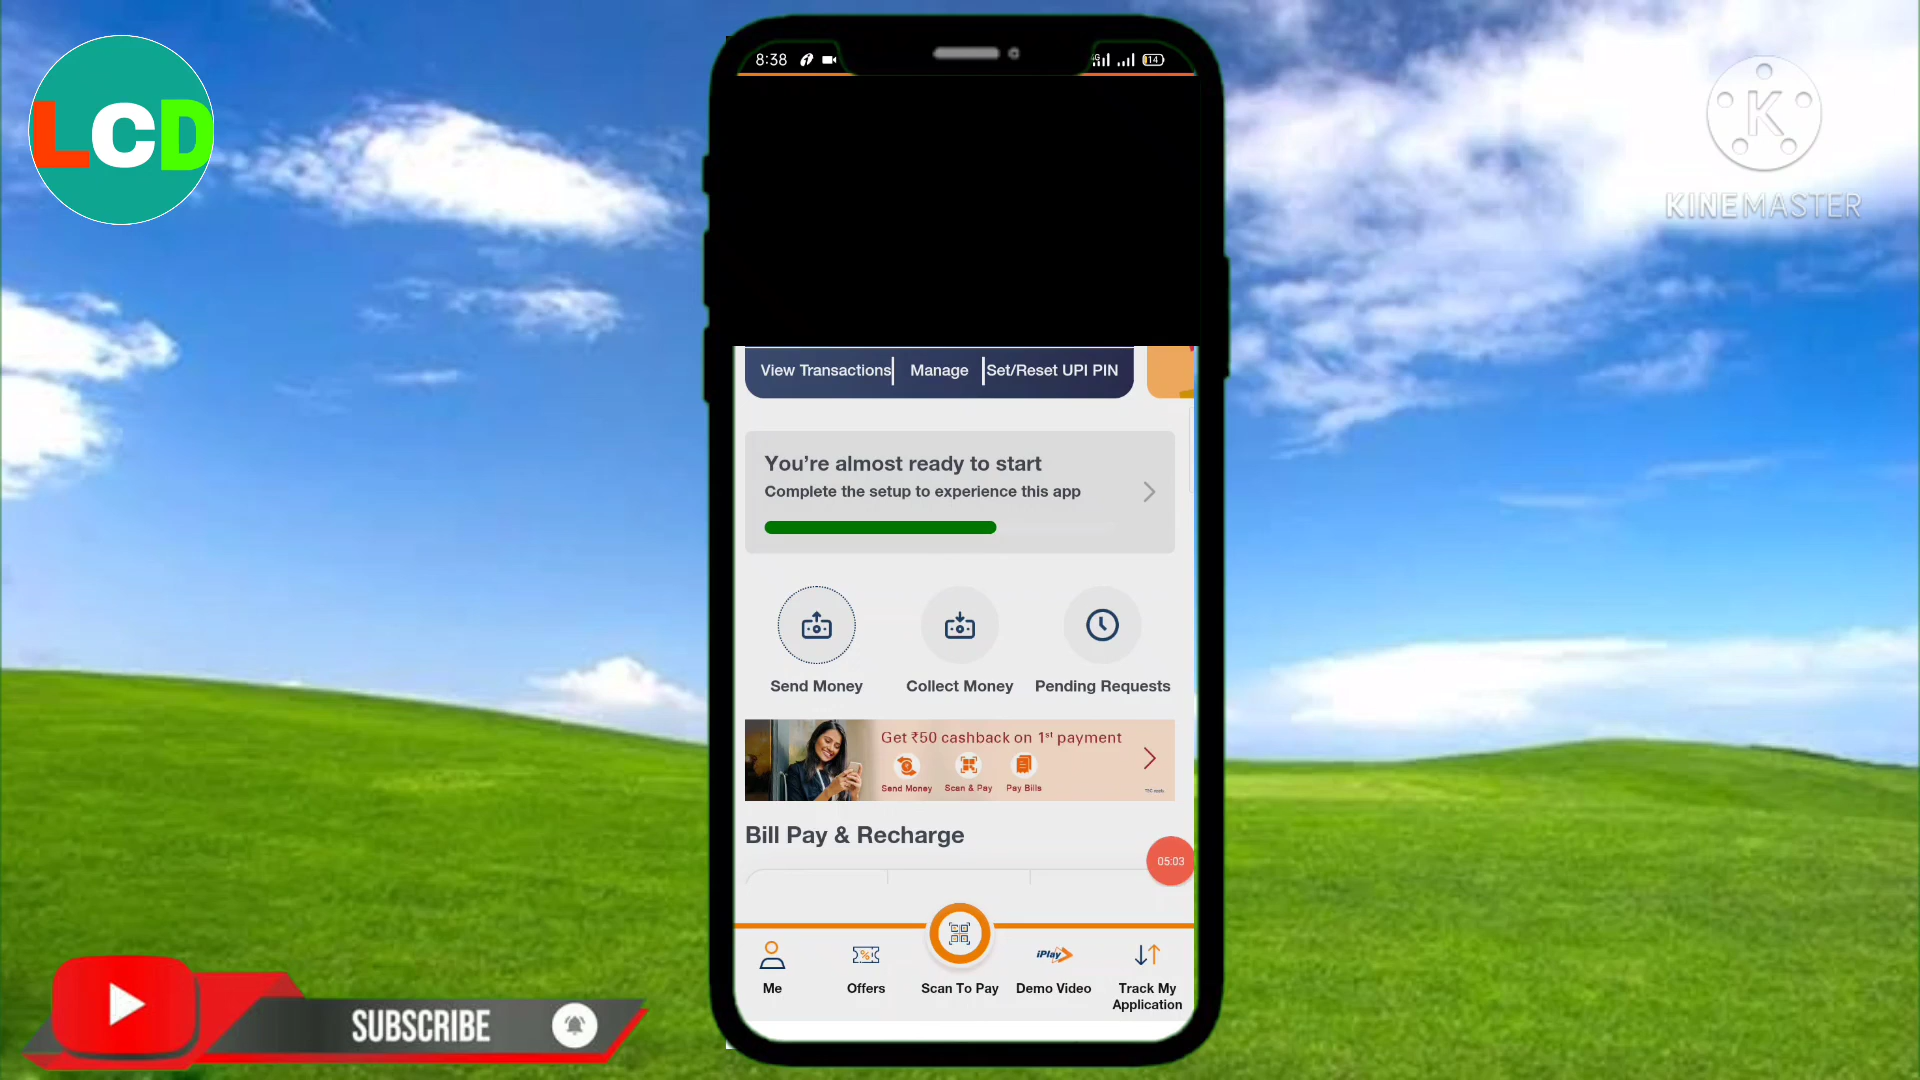 LCD
8:38
4G
14
K
KINEMASTER
View Transactions
Manage
Set/Reset UPI PIN
You’re almost ready to start
Complete the setup to experience this app
Send Money
Collect Money
Pending Requests
Get ₹50 cashback on 1st payment
Send Money
Scan & Pay
Pay Bills
Bill Pay & Recharge
05:03
iPlay
Me
Offers
Scan To Pay
Demo Video
Track My
Application
SUBSCRIBE